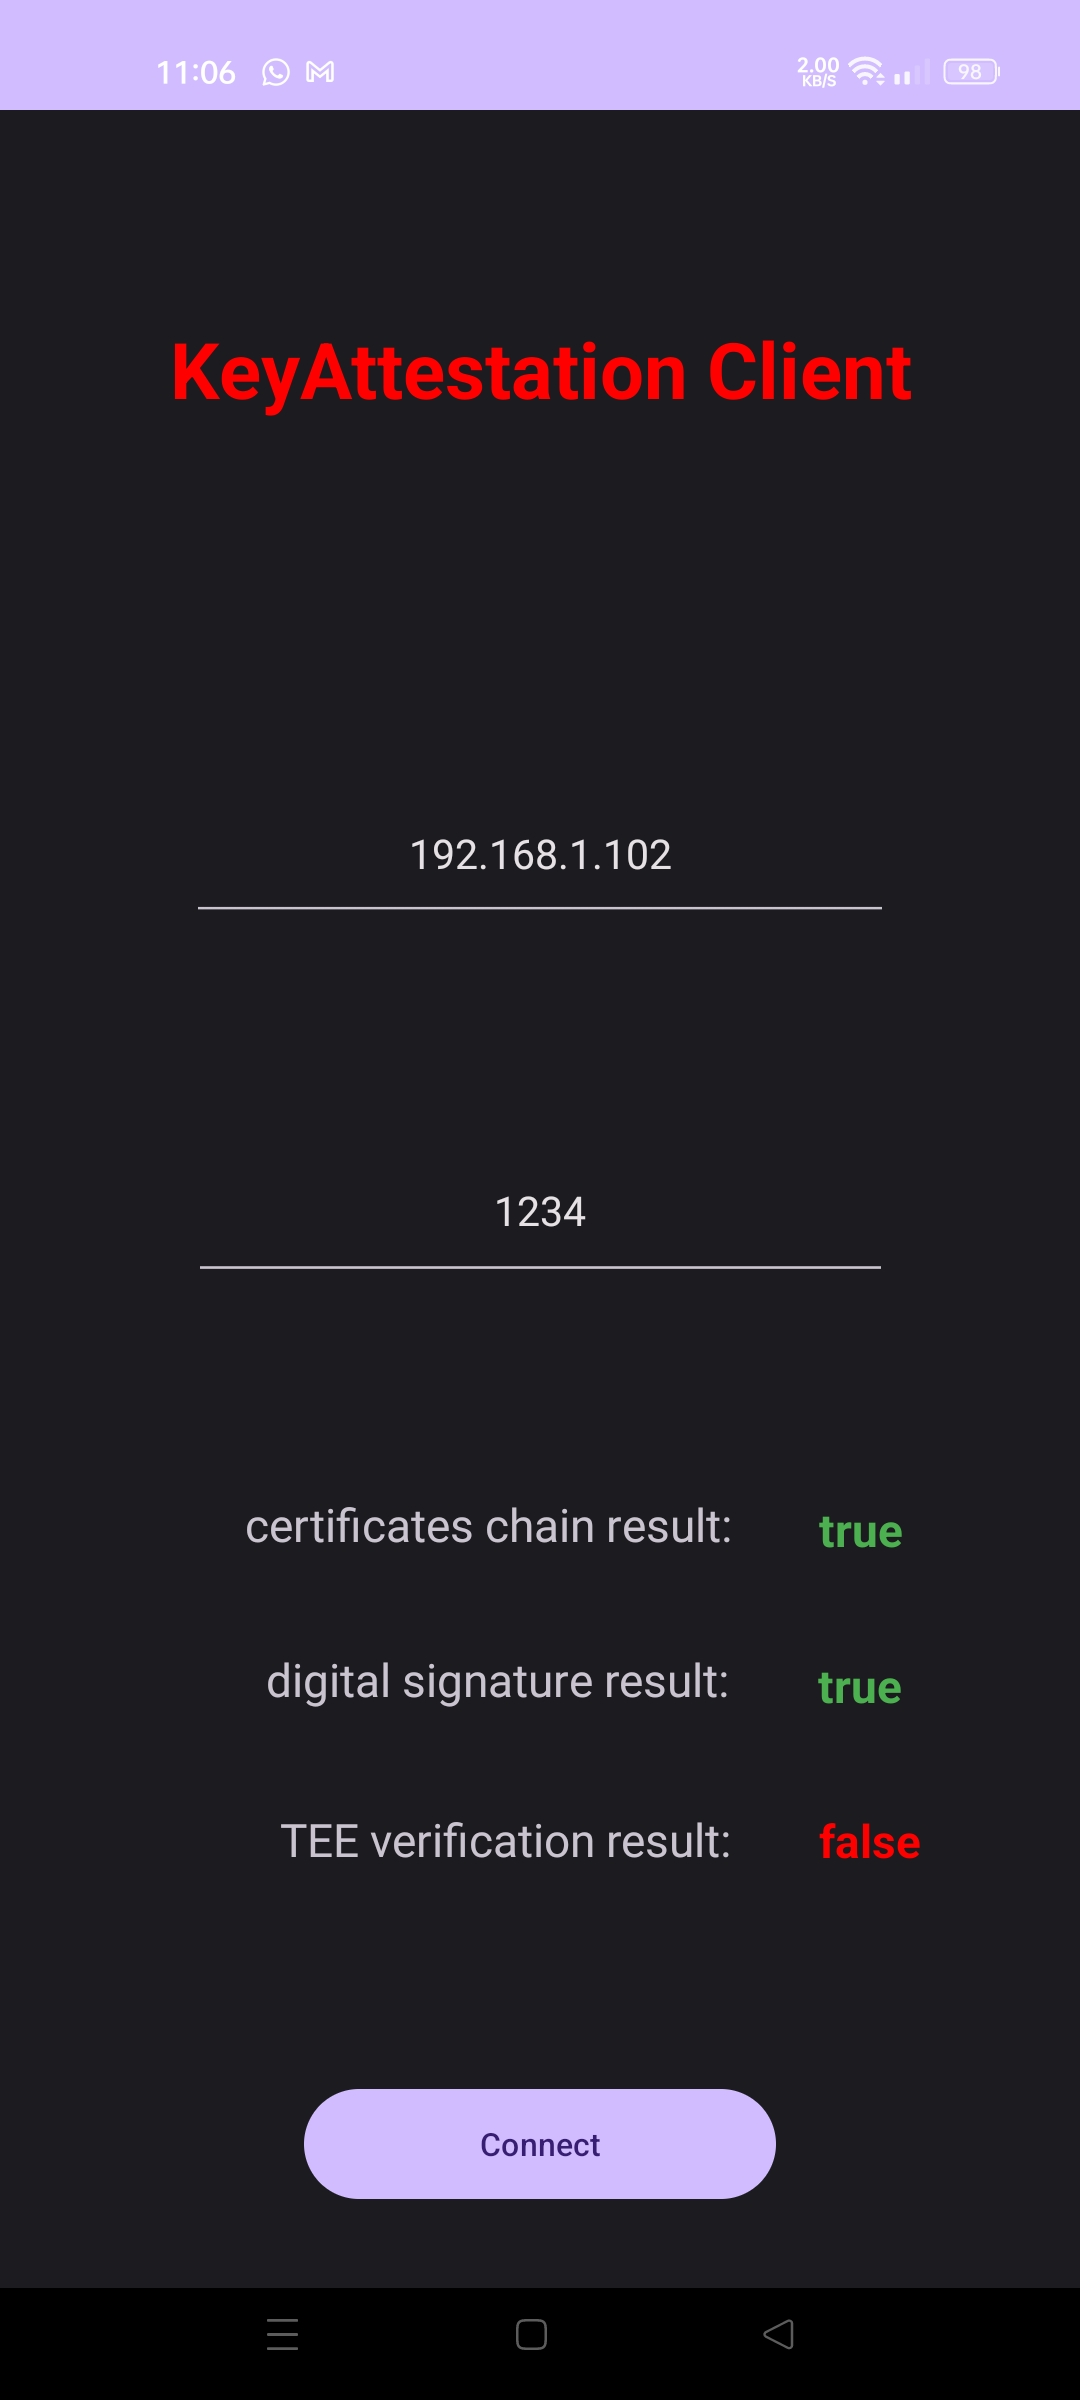 11:06
2.00
KB/S
98
KeyAttestation Client
192.168.1.102
1234
certificates chain result: true
digital signature result: true
TEE verification result: false
Connect